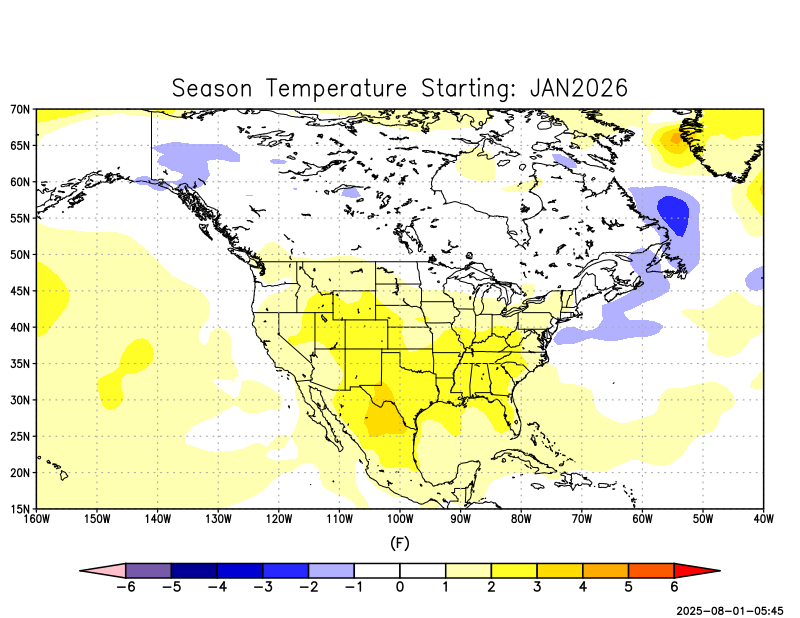 Season Temperature Starting: JAN2026
70N
65N
60N
55N
50N
45N
40N
35N
30N
25N
20N
15N
160W 150W 140W 130W 120W 110W 100W 90W 80W 70W 60W 50W 40W
(F)
-6 -5 -4 -3 -2 -1 0 1 2 3 4 5 6
2025-08-01-05:45